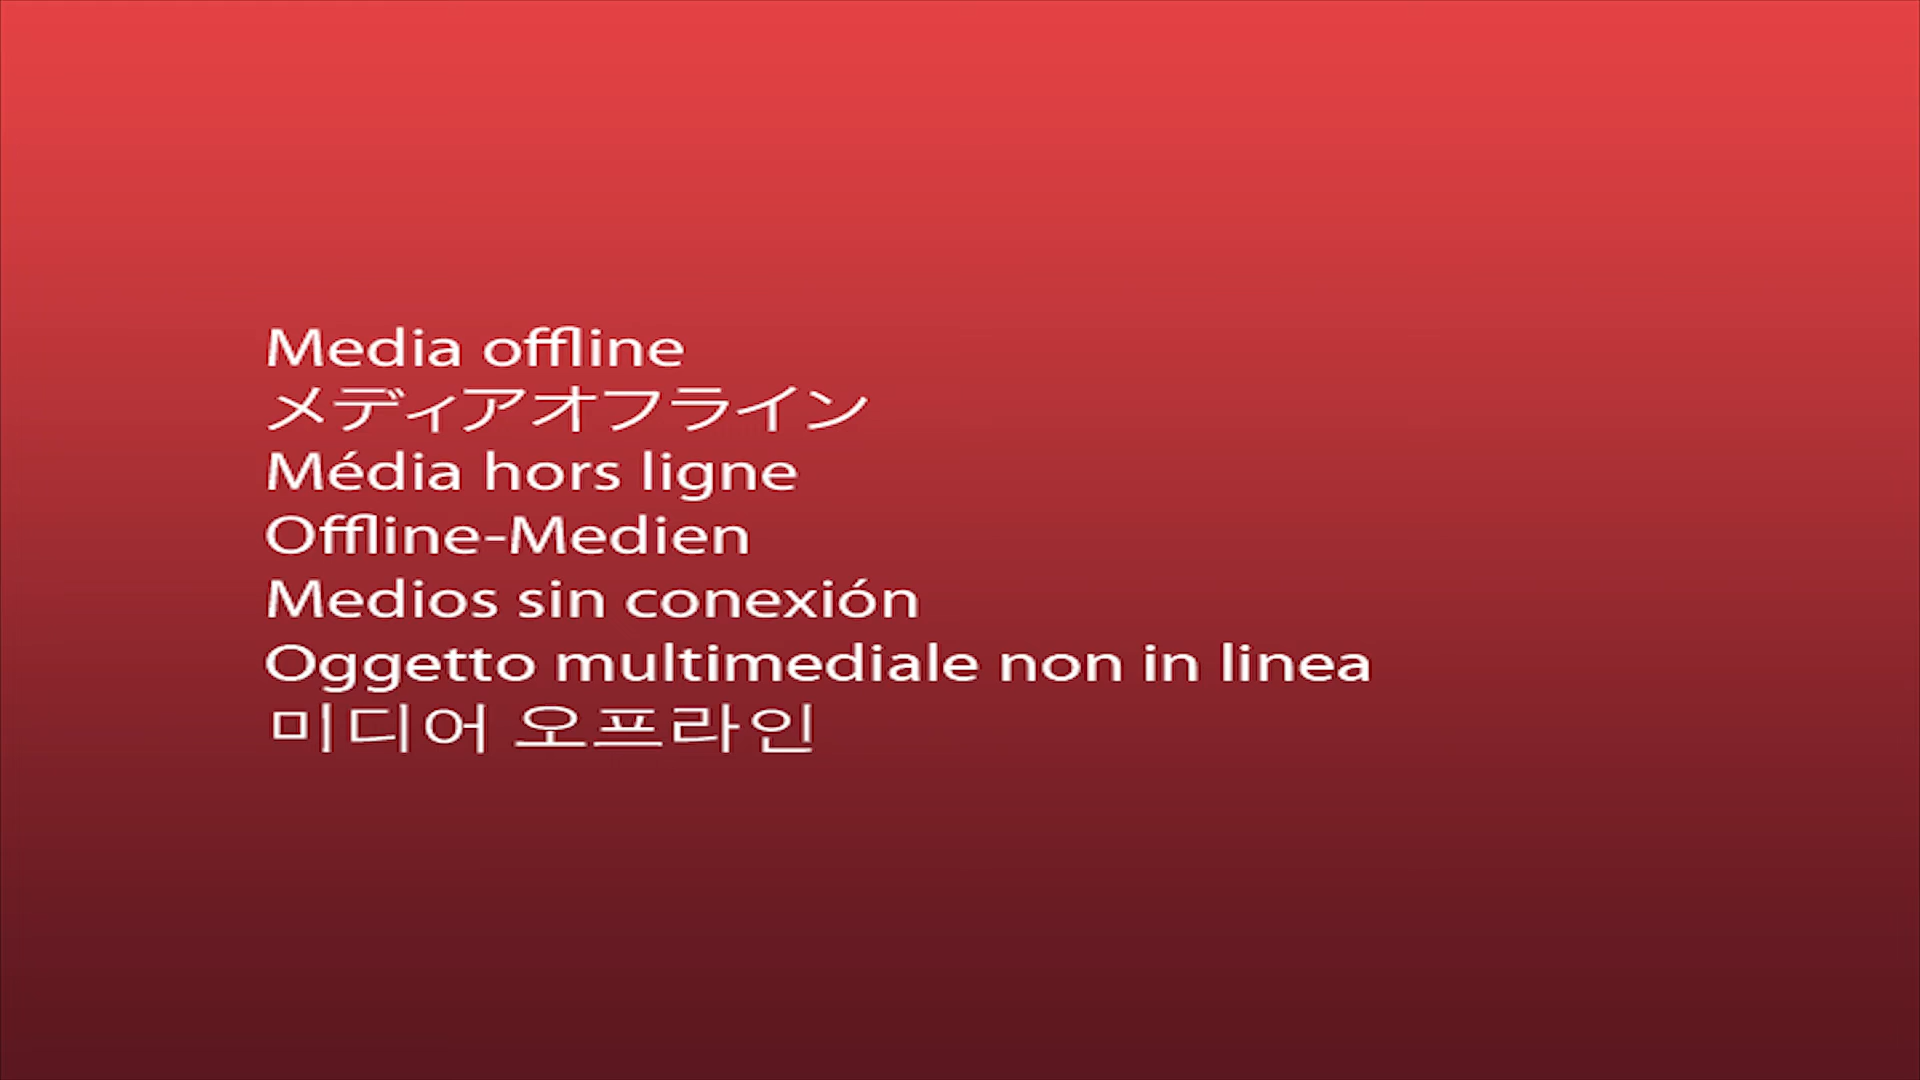 Media offline
メディアオフライン
Média hors ligne
Offline-Medien
Medios sin conexión
Oggetto multimediale non in linea
미디어 오프라인